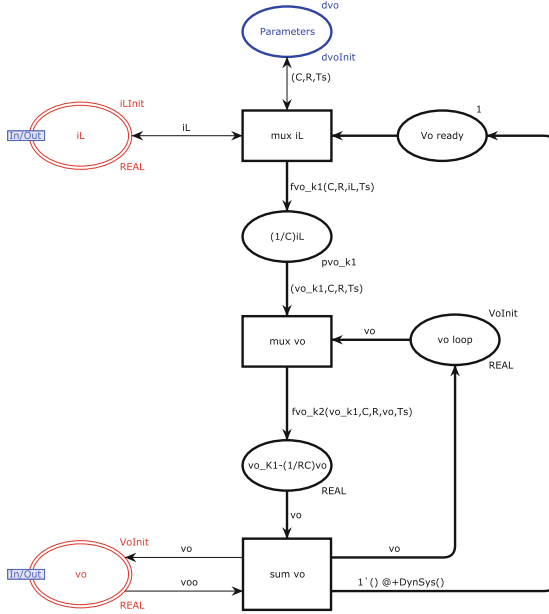 dvo
Parameters
dvoInit
(C,R,Ts)
iLInit
1
In/Out
iL
iL
mux iL
Vo ready
REAL
fvo_k1(C,R,iL,Ts)
(1/C)iL
pvo_k1
(vo_k1,C,R,Ts)
VoInit
vo
mux vo
vo loop
REAL
fvo_k2(vo_k1,C,R,vo,Ts)
vo_K1-(1/RC)vo
REAL
vo
VoInit
vo
vo
In/Out
vo
sum vo
voo
1`() @+DynSys()
REAL